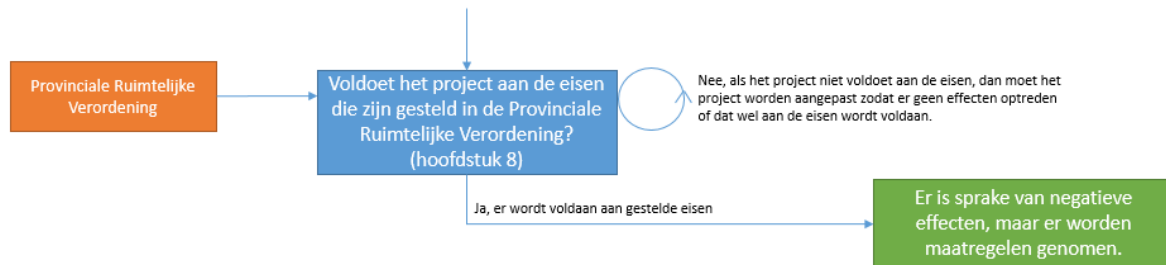 Provinciale Ruimtelijke
Verordening
Voldoet het project aan de eisen
die zijn gesteld in de Provinciale
Ruimtelijke Verordening?
(hoofdstuk 8)
Nee, als het project niet voldoet aan de eisen, dan moet het
project worden aangepast zodat er geen effecten optreden
of dat wel aan de eisen wordt voldaan.
Ja, er wordt voldaan aan gestelde eisen
Er is sprake van negatieve
effecten, maar er worden
maatregelen genomen.